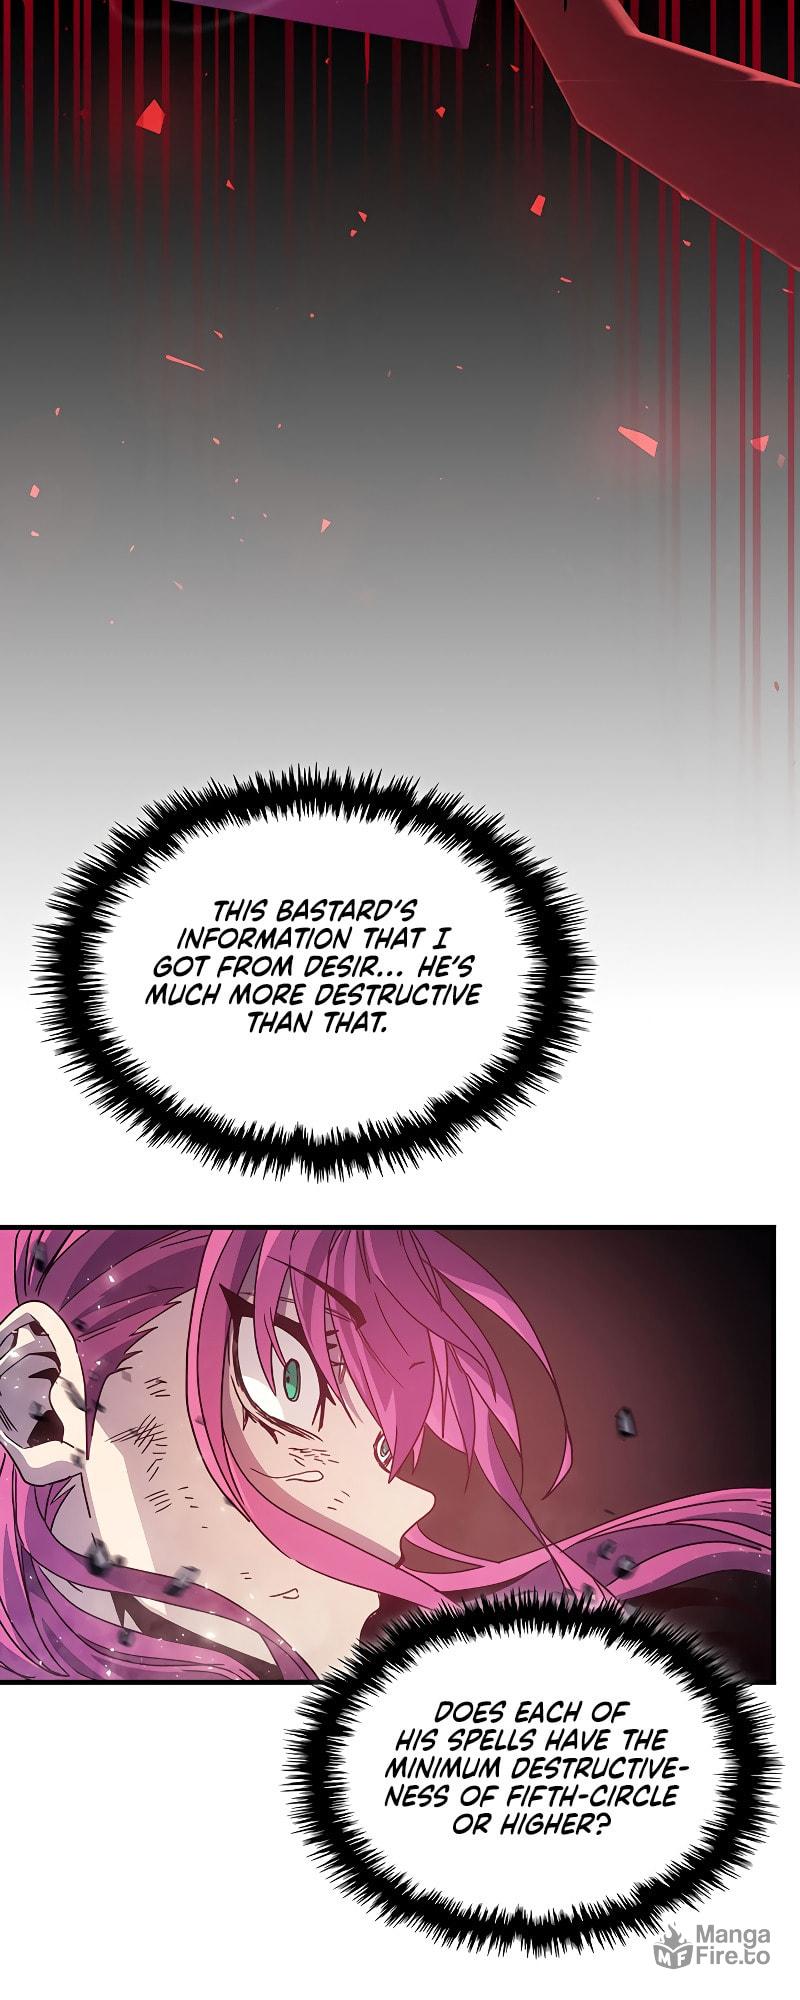 THIS BASTARD'S
INFORMATION THAT I
GOT FROM DESIR... HE'S
MUCH MORE DESTRUCTIVE
THAN THAT.
DOES EACH OF
HIS SPELLS HAVE THE
MINIMUM DESTRUCTIVE-
NESS OF FIFTH-CIRCLE
OR HIGHER?
Manga
MF Fire.to